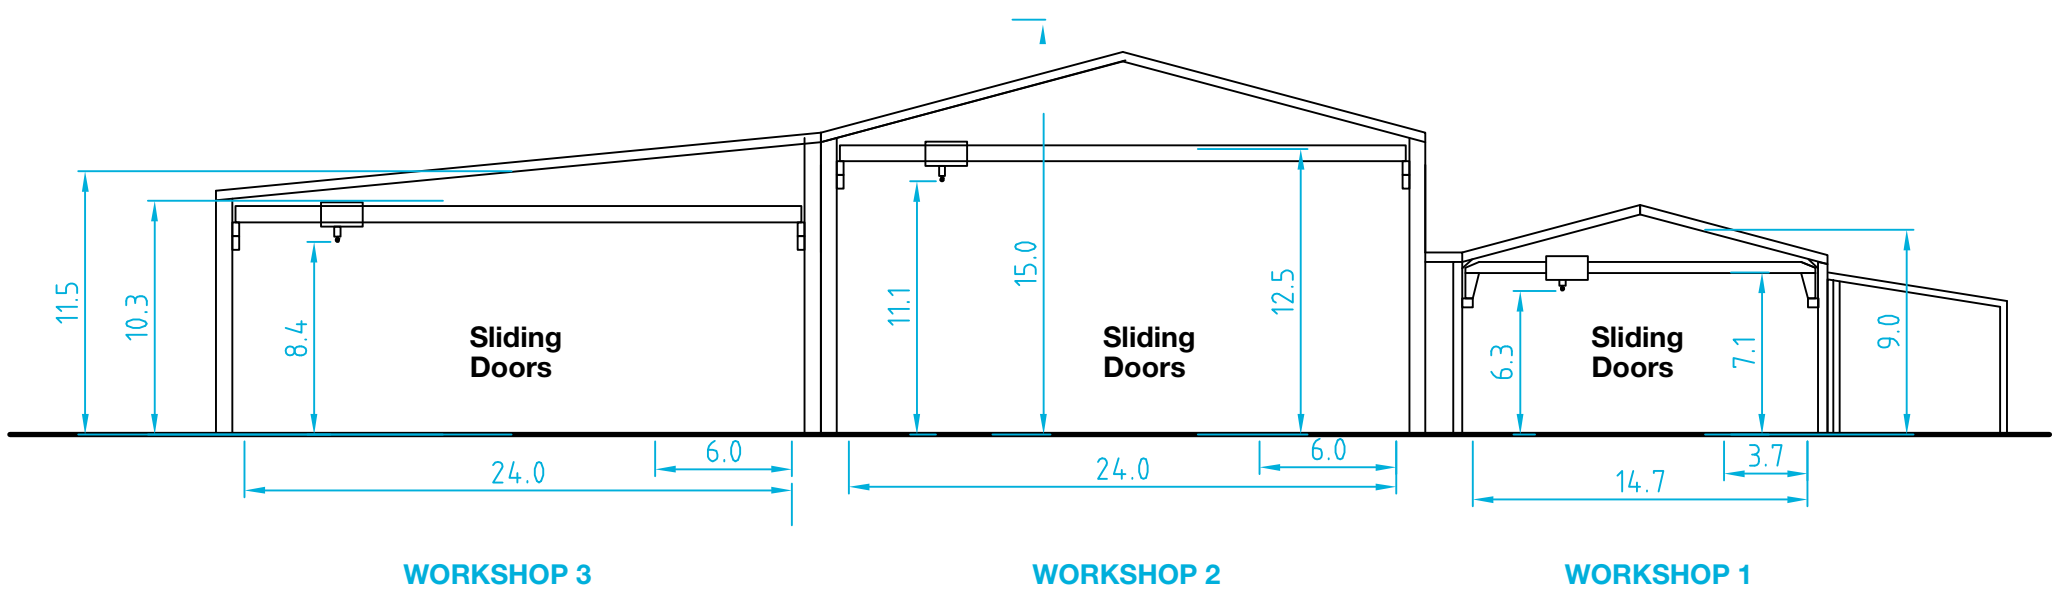 11.5
10.3
8.4
Sliding
Doors
11.1
15.0
Sliding
Doors
12.5
6.3
Sliding
Doors
7.1
9.0
24.0
6.0
24.0
6.0
14.7
3.7
WORKSHOP 3
WORKSHOP 2
WORKSHOP 1